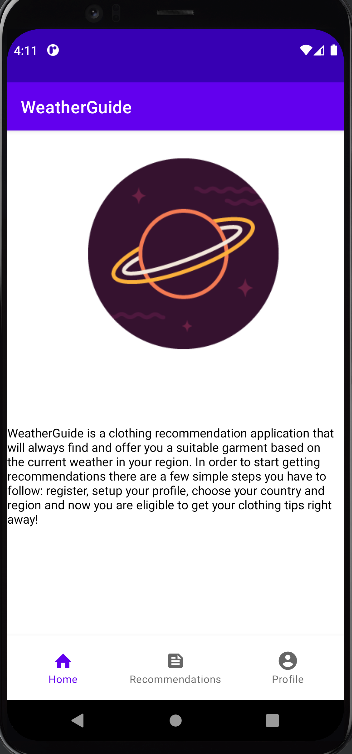 4:11
WeatherGuide
WeatherGuide is a clothing recommendation application that
will always find and offer you a suitable garment based on
the current weather in your region. In order to start getting
recommendations there are a few simple steps you have to
follow: register, setup your profile, choose your country and
region and now you are eligible to get your clothing tips right
away!
Home
Recommendations
Profile